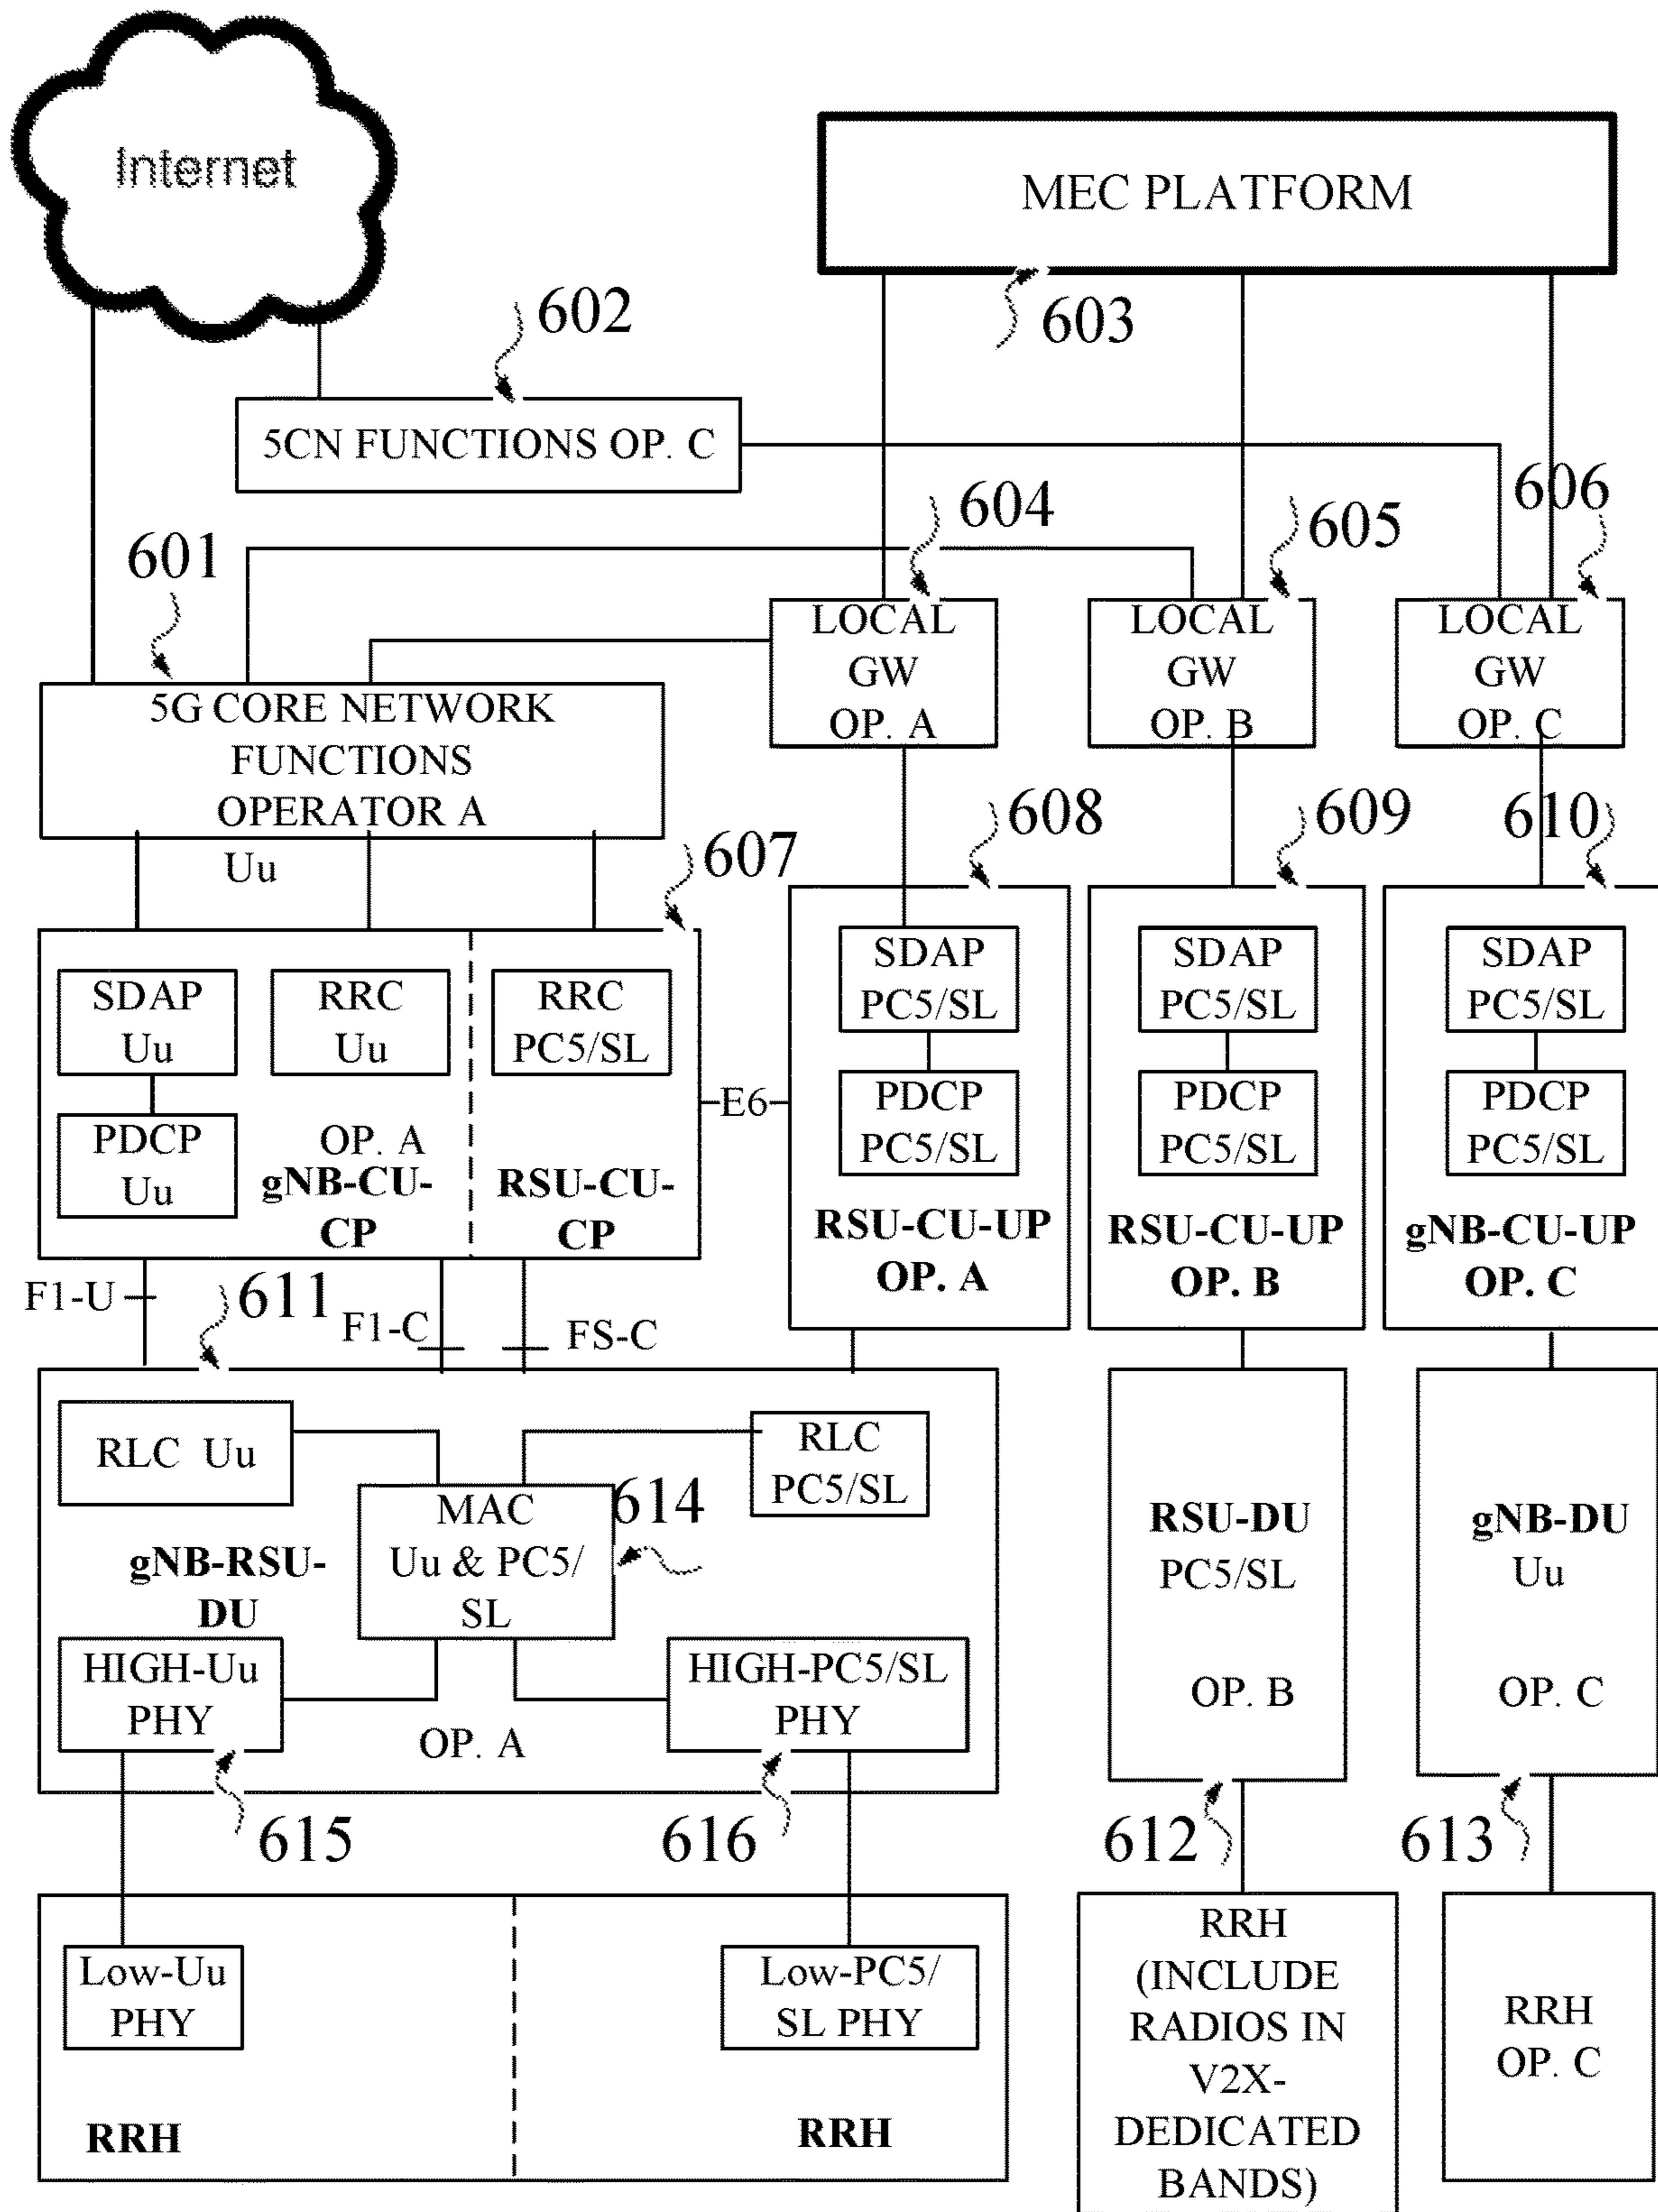 Internet
MEC PLATFORM
602
603
5CN FUNCTIONS OP. C
604
605
606
601
LOCAL
GW
OP. A
LOCAL
GW
OP. B
LOCAL
GW
OP. C
5G CORE NETWORK
FUNCTIONS
OPERATOR A
Uu
607
608
609
610
SDAP
Uu
PDCP
Uu
RRC
Uu
OP. A
gNB-CU-
CP
RRC
PC5/SL
RSU-CU-
CP
E6
SDAP
PC5/SL
PDCP
PC5/SL
RSU-CU-UP
OP. A
SDAP
PC5/SL
PDCP
PC5/SL
RSU-CU-UP
OP. B
SDAP
PC5/SL
PDCP
PC5/SL
gNB-CU-UP
OP. C
F1-U
611
F1-C
FS-C
RLC Uu
RLC
PC5/SL
MAC
Uu & PC5/
SL
614
gNB-RSU-
DU
HIGH-Uu
PHY
HIGH-PC5/SL
PHY
OP. A
RSU-DU
PC5/SL
OP. B
gNB-DU
Uu
OP. C
615
616
612
613
Low-Uu
PHY
Low-PC5/
SL PHY
RRH
RRH
RRH
(INCLUDE
RADIOS IN
V2X-
DEDICATED
BANDS)
RRH
OP. C